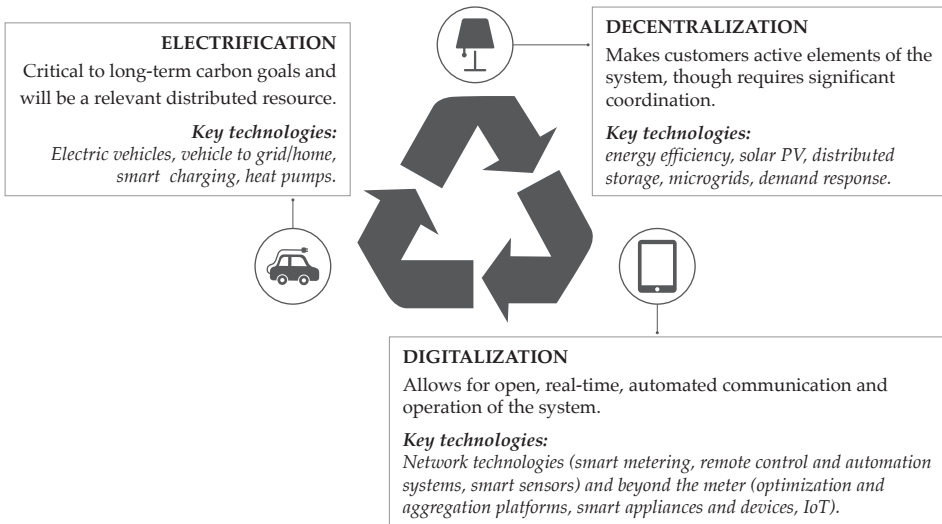 ELECTRIFICATION
Critical to long-term carbon goals and
will be a relevant distributed resource.
Key technologies:
Electric vehicles, vehicle to grid/home,
smart charging, heat pumps.
DECENTRALIZATION
Makes customers active elements of the
system, though requires significant
coordination.
Key technologies:
energy efficiency, solar PV, distributed
storage, microgrids, demand response.
DIGITALIZATION
Allows for open, real-time, automated communication and
operation of the system.
Key technologies:
Network technologies (smart metering, remote control and automation
systems, smart sensors) and beyond the meter (optimization and
aggregation platforms, smart appliances and devices, IoT).